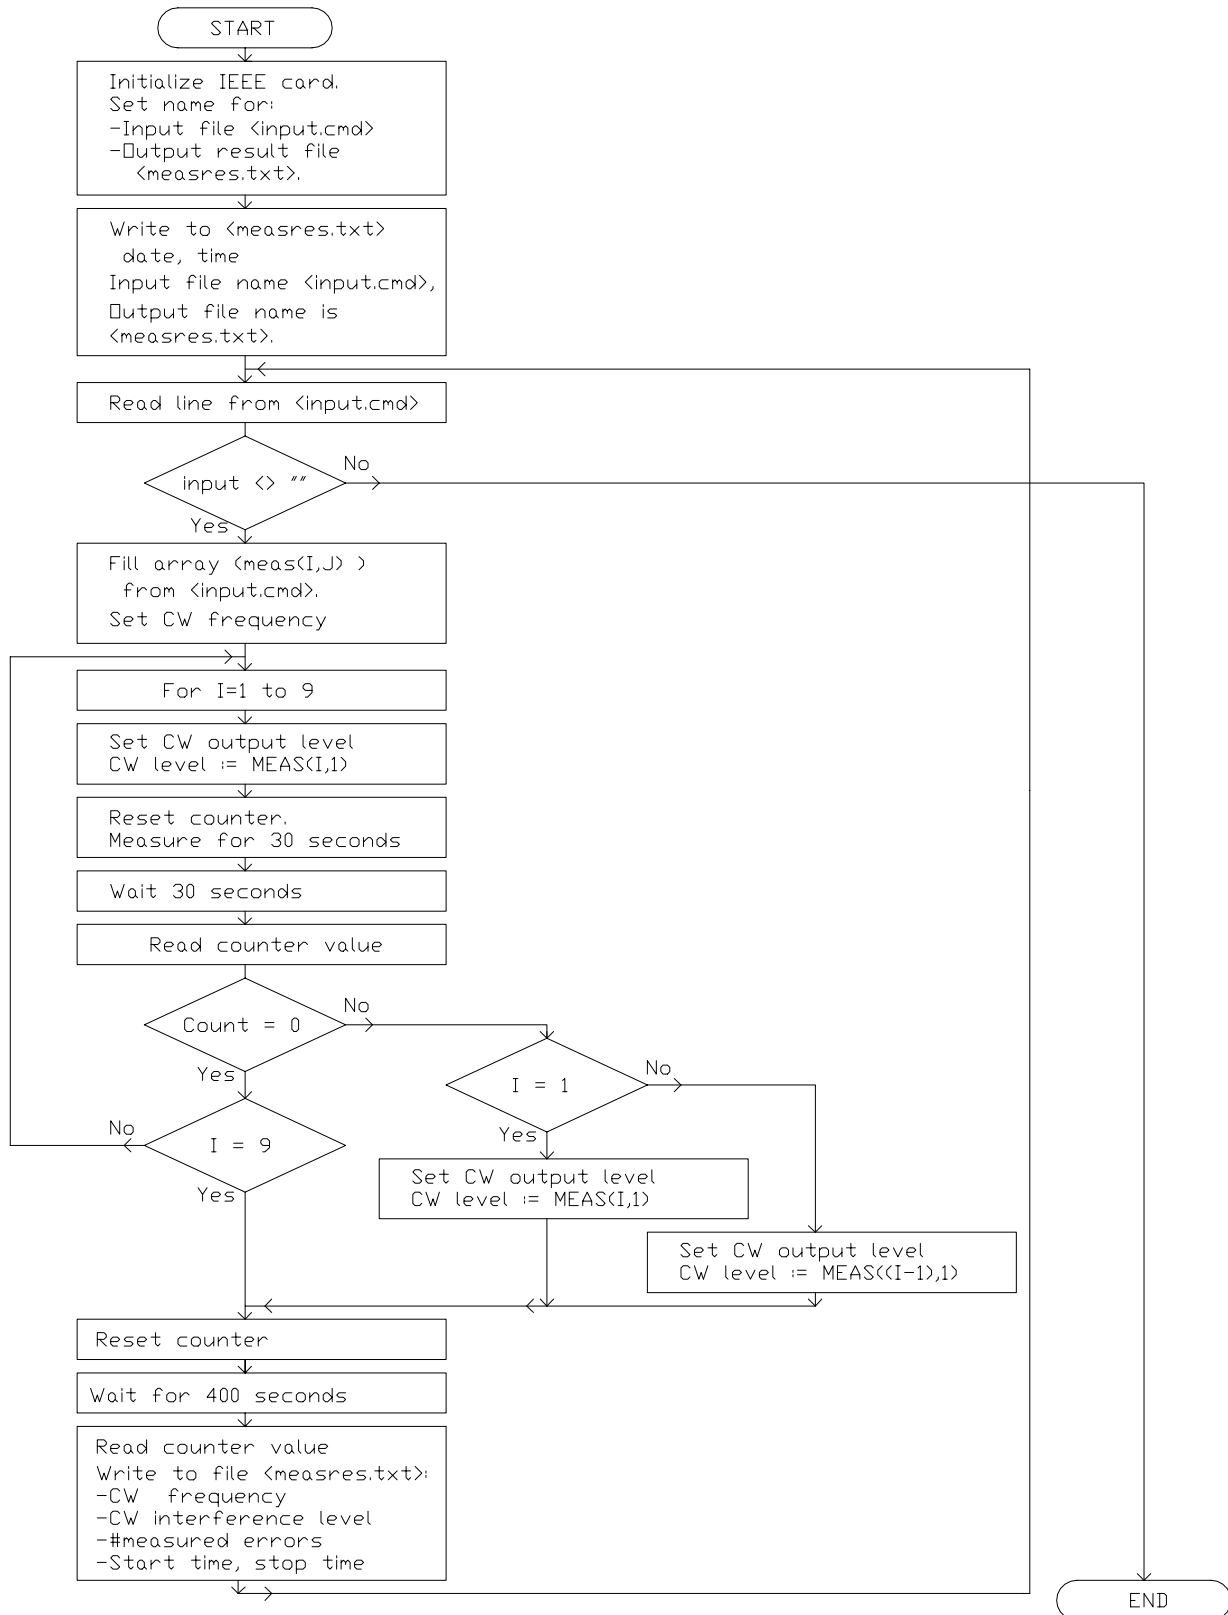 START
Initialize IEEE card.
Set name for:
-Input file <input.cmd>
-Output result file
<measres.txt>.
Write to <measres.txt>
date, time
Input file name <input.cmd>,
Output file name is
<measres.txt>.
Read line from <input.cmd>
No
input <> ""
Yes
Fill array (meas(I,J) )
from <input.cmd>.
Set CW frequency
For I=1 to 9
Set CW output level
CW level := MEAS(I,1)
Reset counter.
Measure for 30 seconds
Wait 30 seconds
Read counter value
No
Count = 0
Yes
No
I = 1
Yes
No
I = 9
Yes
Set CW output level
CW level := MEAS(I,1)
Set CW output level
CW level := MEAS((I-1),1)
Reset counter
Wait for 400 seconds
Read counter value
Write to file <measres.txt>:
-CW frequency
-CW interference level
-#measured errors
-Start time, stop time
END